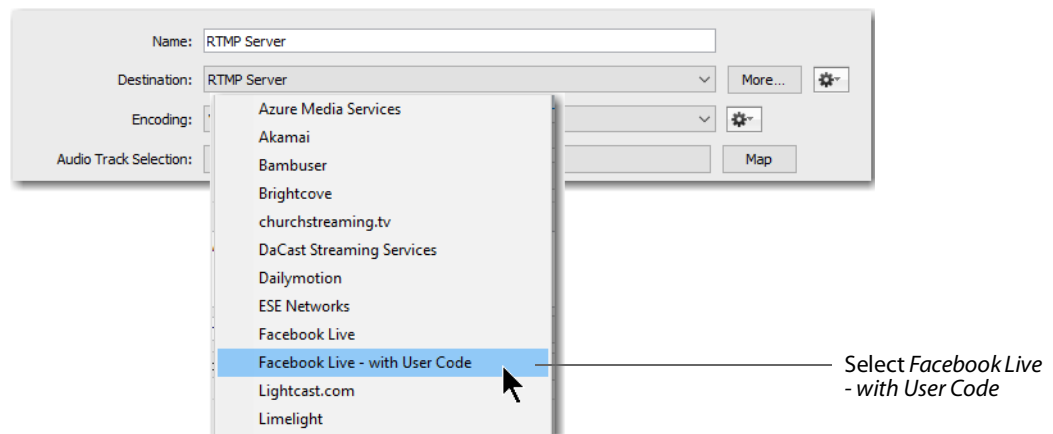 Name: RTMP Server
Destination: RTMP Server More...
Encoding:
Audio Track Selection: Map
Azure Media Services
Akamai
Bambuser
Brightcove
churchstreaming.tv
DaCast Streaming Services
Dailymotion
ESE Networks
Facebook Live
Facebook Live - with User Code
Lightcast.com
Limelight
Select Facebook Live
- with User Code